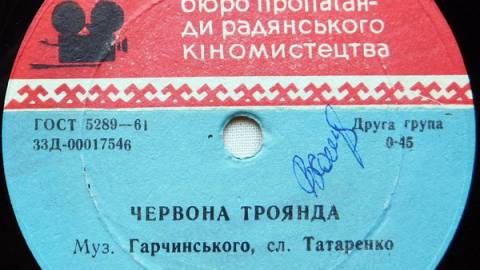 бюро пропаган-
ди радянського
кіномистецтва
ГОСТ 5289—61
33Д-00017546
Друга група
0-45
ЧЕРВОНА ТРОЯНДА
Муз. Гарчинського, сл. Татаренко